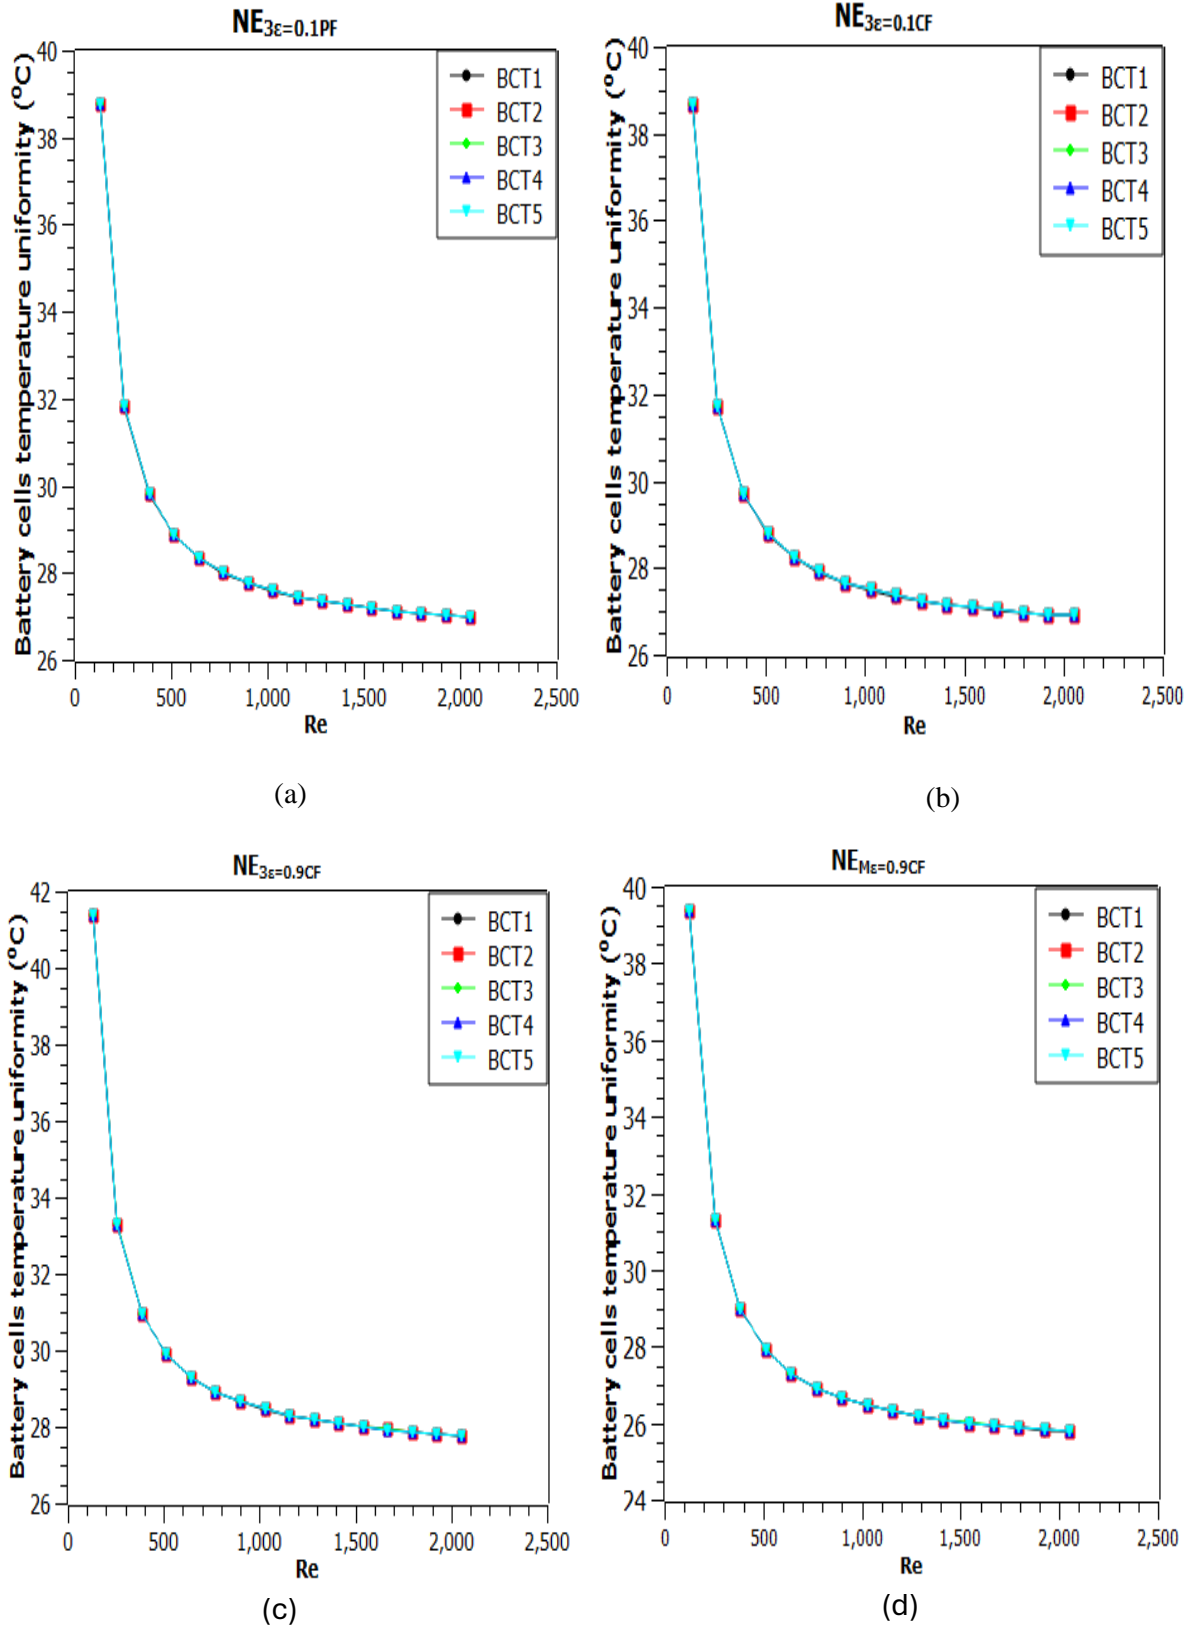 NE3ε=0.1PF
Battery cells temperature uniformity (°C)
40
38
36
34
32
30
28
26
BCT1
BCT2
BCT3
BCT4
BCT5
0 500 1,000 1,500 2,000 2,500
Re
(a)
NE3ε=0.1CF
Battery cells temperature uniformity (°C)
40
38
36
34
32
30
28
26
BCT1
BCT2
BCT3
BCT4
BCT5
0 500 1,000 1,500 2,000 2,500
Re
(b)
NE3ε=0.9CF
Battery cells temperature uniformity (°C)
42
40
38
36
34
32
30
28
26
BCT1
BCT2
BCT3
BCT4
BCT5
0 500 1,000 1,500 2,000 2,500
Re
(c)
NEMε=0.9CF
Battery cells temperature uniformity (°C)
40
38
36
34
32
30
28
26
24
BCT1
BCT2
BCT3
BCT4
BCT5
0 500 1,000 1,500 2,000 2,500
Re
(d)